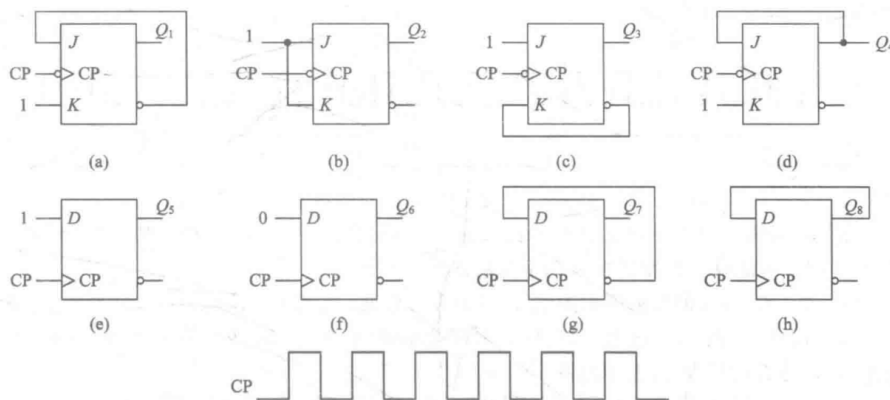 J Q₁
CP CP
1 K
(a)
1 J Q₂
CP CP
K
(b)
1 J Q₃
CP CP
K
(c)
J
CP CP
1 K
(d)
1 D Q₅
CP CP
(e)
0 D Q₆
CP CP
(f)
D Q₇
CP CP
(g)
D Q₈
CP CP
(h)
CP